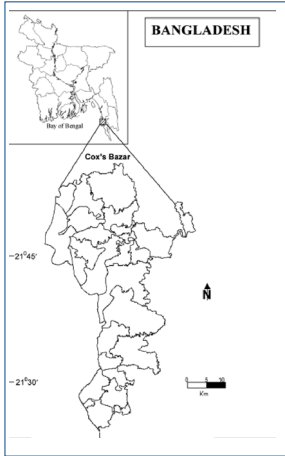 BANGLADESH
Bay of Bengal
Cox's Bazar
21°45'
N
21°30'
0 5 10
Km